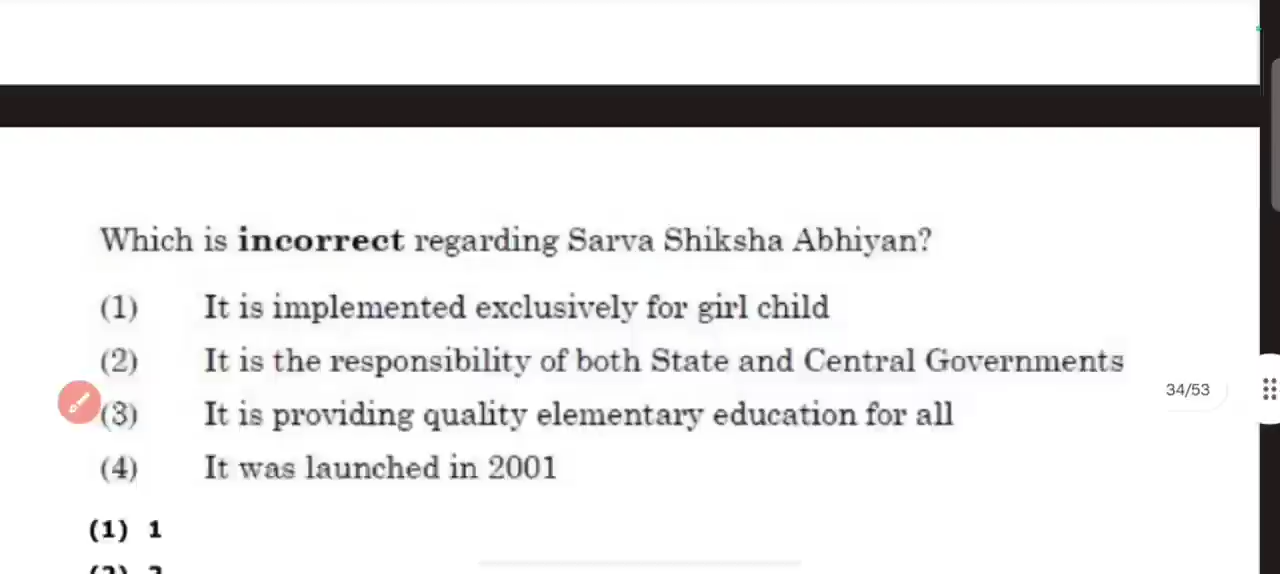 Which is incorrect regarding Sarva Shiksha Abhiyan?
(1) It is implemented exclusively for girl child
(2) It is the responsibility of both State and Central Governments
34/53
(3) It is providing quality elementary education for all
(4) It was launched in 2001
(1) 1